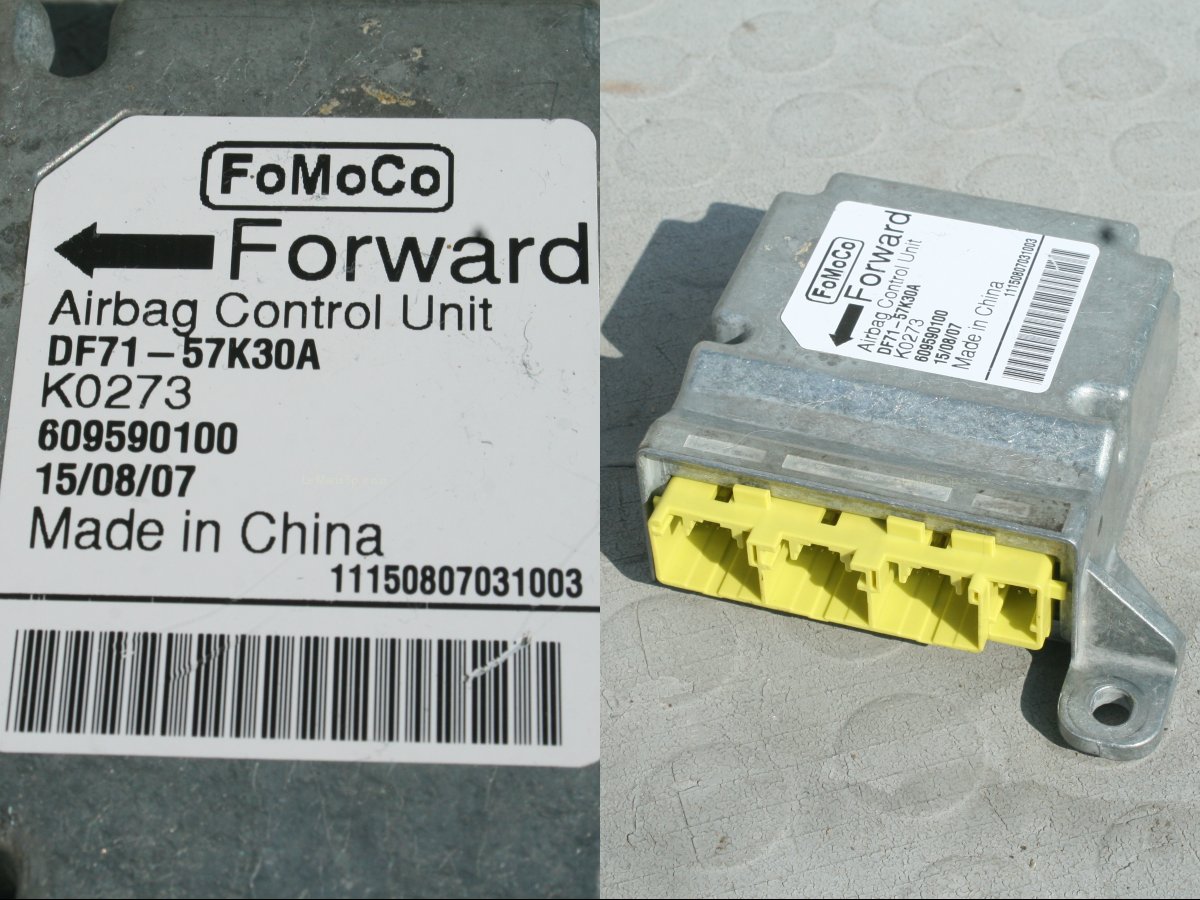 FoMoCo
Forward
Airbag Control Unit
DF71-57K30A
K0273
609590100
15/08/07
Made in China
11150807031003
FoMoCo
Forward
Airbag Control Unit
DF71-57K30A
K0273
609590100
15/08/07
Made in China
11150807031003